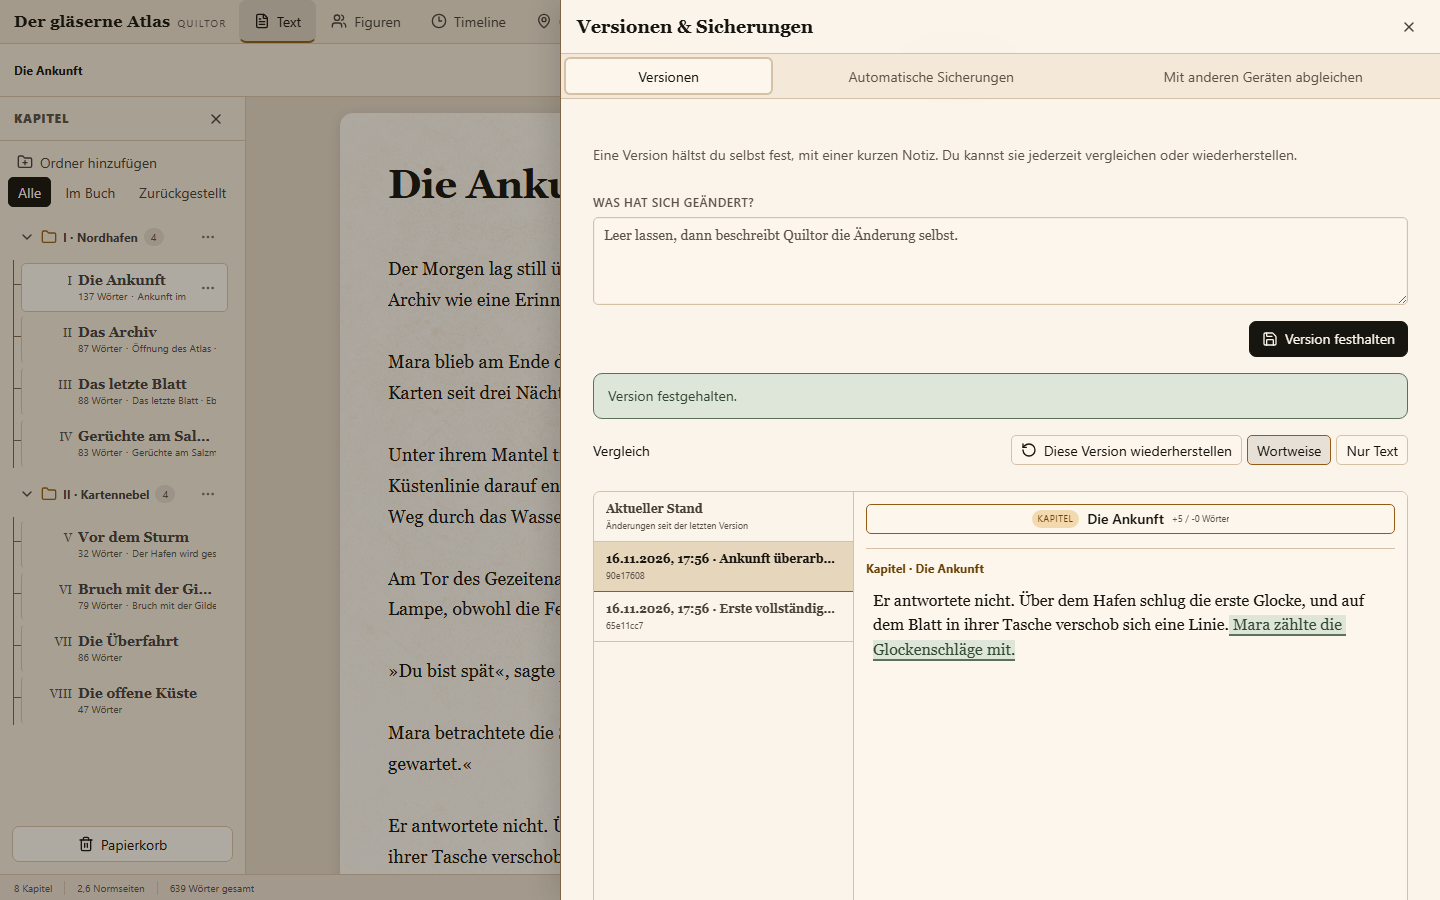 Der gläserne Atlas QUILTOR Text Figuren Timeline
Die Ankunft
KAPITEL
Ordner hinzufügen
Alle Im Buch Zurückgestellt
I · Nordhafen 4
I Die Ankunft
137 Wörter · Ankunft im
II Das Archiv
87 Wörter · Öffnung des Atlas ·
III Das letzte Blatt
88 Wörter · Das letzte Blatt · Eb
IV Gerüchte am Sal...
83 Wörter · Gerüchte am Salzm
II · Kartennebel 4
V Vor dem Sturm
32 Wörter · Der Hafen wird ges
VI Bruch mit der Gi...
79 Wörter · Bruch mit der Gilde
VII Die Überfahrt
86 Wörter
VIII Die offene Küste
47 Wörter
Papierkorb
8 Kapitel 2,6 Normseiten 639 Wörter gesamt
Die Anku
Der Morgen lag still ü
Archiv wie eine Erinn
Mara blieb am Ende d
Karten seit drei Nächt
Unter ihrem Mantel t
Küstenlinie darauf en
Weg durch das Wasse
Am Tor des Gezeitena
Lampe, obwohl die Fe
»Du bist spät«, sagte
Mara betrachtete die
gewartet.«
Er antwortete nicht. Ü
ihrer Tasche verschob
Versionen & Sicherungen
Versionen Automatische Sicherungen Mit anderen Geräten abgleichen
Eine Version hältst du selbst fest, mit einer kurzen Notiz. Du kannst sie jederzeit vergleichen oder wiederherstellen.
WAS HAT SICH GEÄNDERT?
Leer lassen, dann beschreibt Quiltor die Änderung selbst.
Version festhalten
Version festgehalten.
Vergleich Diese Version wiederherstellen Wortweise Nur Text
Aktueller Stand
Änderungen seit der letzten Version
16.11.2026, 17:56 · Ankunft überarb...
90e17608
16.11.2026, 17:56 · Erste vollständig...
65e11cc7
KAPITEL Die Ankunft +5 / -0 Wörter
Kapitel · Die Ankunft
Er antwortete nicht. Über dem Hafen schlug die erste Glocke, und auf
dem Blatt in ihrer Tasche verschob sich eine Linie. Mara zählte die
Glockenschläge mit.